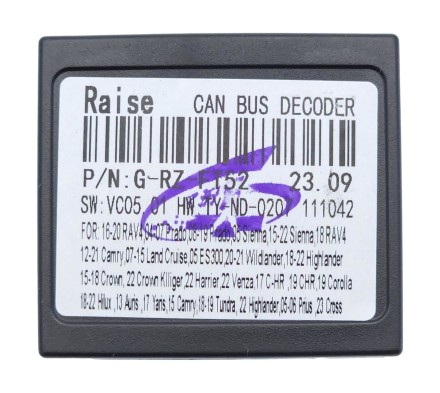 Raise CAN BUS DECODER
P/N:G-RZ-FT52 23.09
SW:VC05.01 HW:TY-ND-020 111042
FOR: 16-20 RAV4,04-07 Prado,08-19 Prado,08 Sienna,15-22 Sienna,18 RAV4
12-21 Camry,07-15 Land Cruise,05 ES300,20-21 Wildlander,18-22 Highlander
15-18 Crown, 22 Crown Killiger,22 Harrier, 22 Venza,17 C-HR ,19 CHR,19 Corolla
18-22 Hilux ,13 Auris ,17 Yaris,15 Camry,18-19 Tundra, 22 Highlander,05-06 Prius ,23 Cross